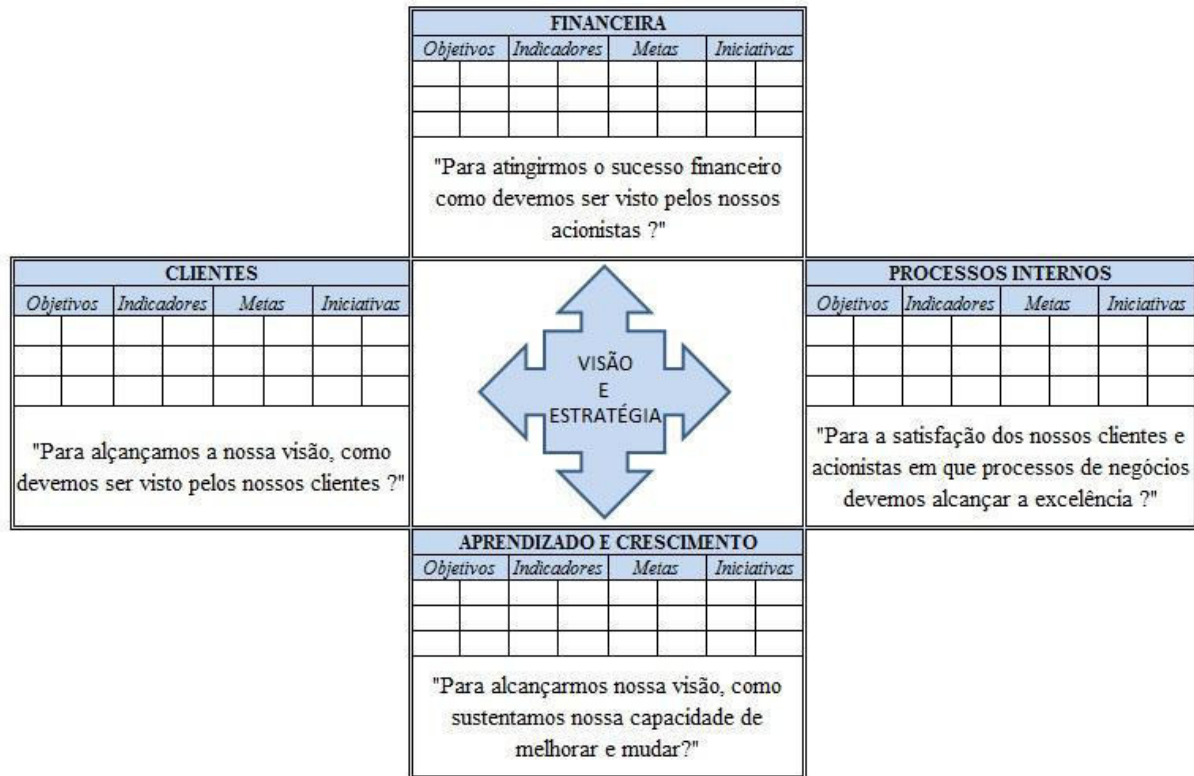 FINANCEIRA
Objetivos Indicadores Metas Iniciativas
"Para atingirmos o sucesso financeiro
como devemos ser visto pelos nossos
acionistas ?"
CLIENTES
Objetivos Indicadores Metas Iniciativas
"Para alçançamos a nossa visão, como
devemos ser visto pelos nossos clientes ?"
VISÃO
E
ESTRATÉGIA
PROCESSOS INTERNOS
Objetivos Indicadores Metas Iniciativas
"Para a satisfação dos nossos clientes e
acionistas em que processos de negócios
devemos alcançar a excelência ?"
APRENDIZADO E CRESCIMENTO
Objetivos Indicadores Metas Iniciativas
"Para alcançarmos nossa visão, como
sustentamos nossa capacidade de
melhorar e mudar?"